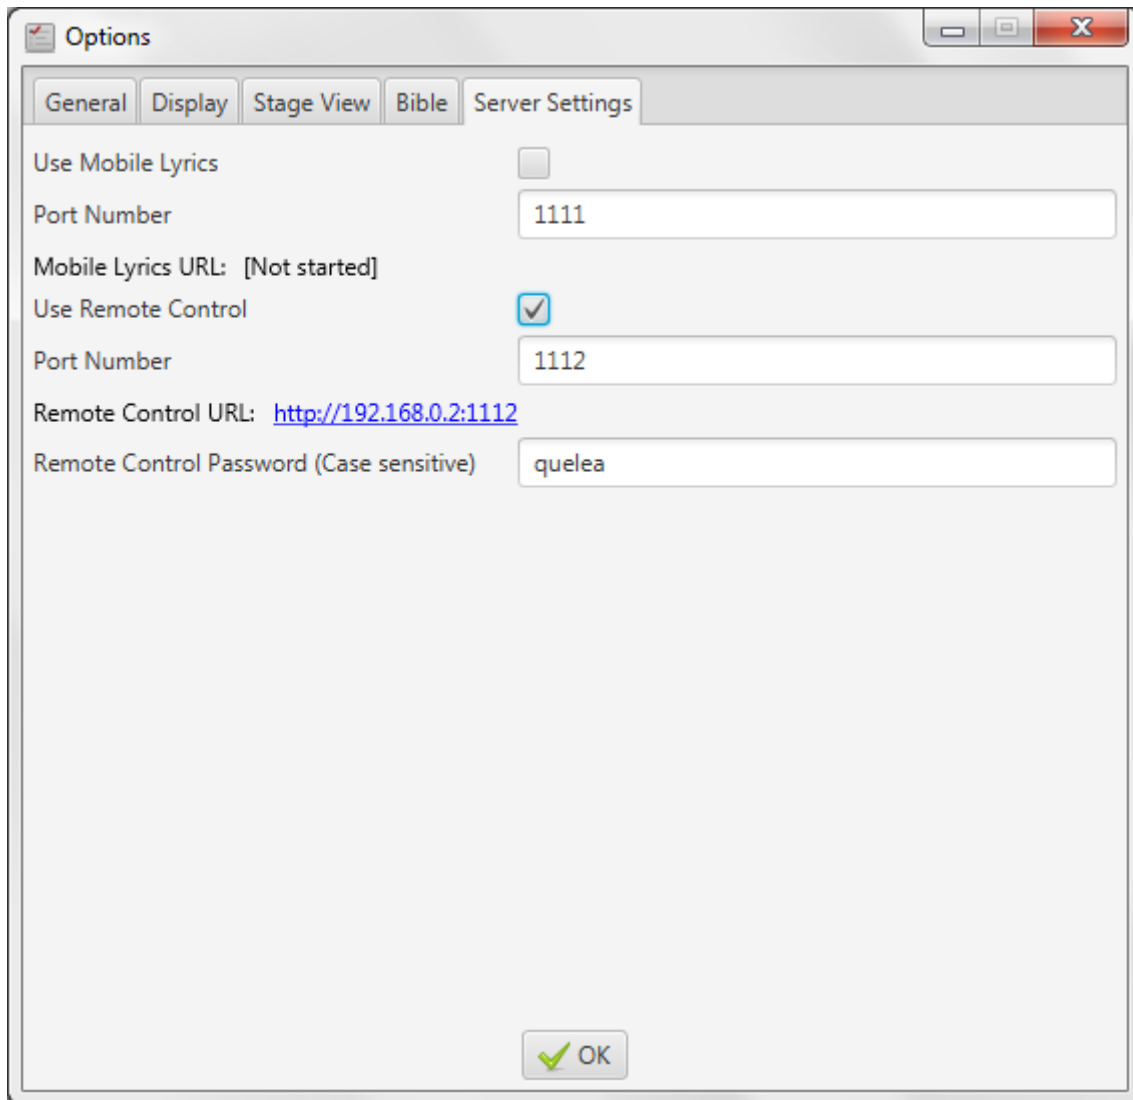 Options
General Display Stage View Bible Server Settings
Use Mobile Lyrics
Port Number 1111
Mobile Lyrics URL: [Not started]
Use Remote Control
Port Number 1112
Remote Control URL: http://192.168.0.2:1112
Remote Control Password (Case sensitive) quelea
OK